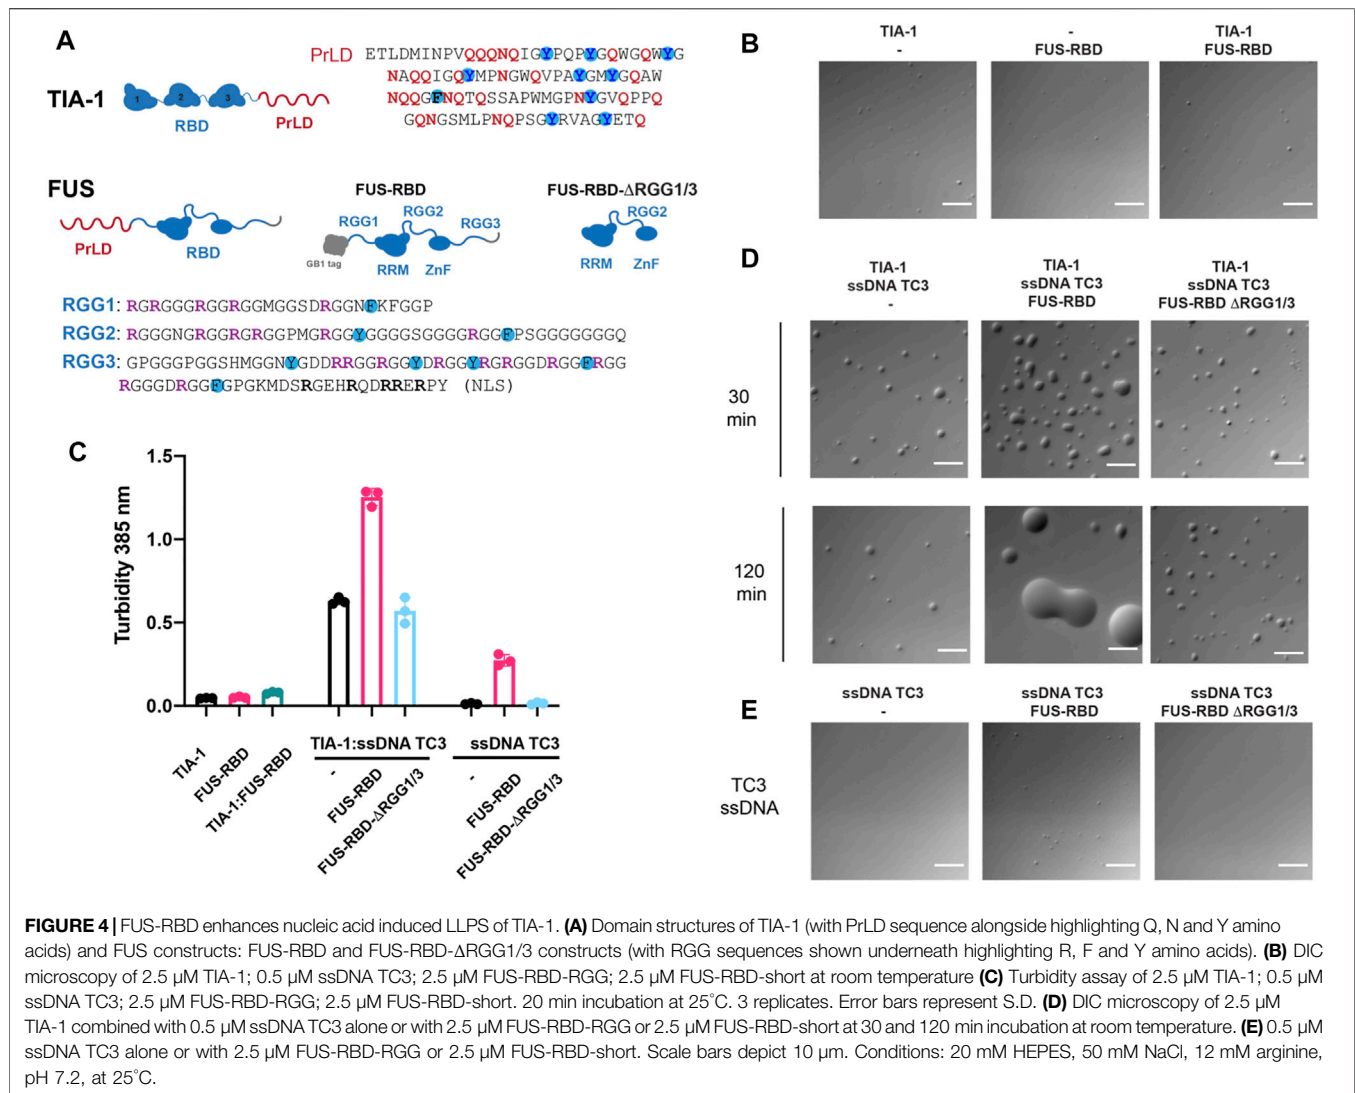 A
TIA-1
1 2 3
RBD
PrLD
PrLD ETLDMINPVQQQNQIGYPQPYGQWGQWYG
NAQQIGQYMPNGWQVPAYGMYGQAW
NQQGFNQTQSSAPWMGPNYGVQPPQ
GQNGSMLPNQPSGYRVAGYETQ
FUS
PrLD
RBD
FUS-RBD
RGG1
RGG2
RGG3
GB1 tag
RRM ZnF
FUS-RBD-ΔRGG1/3
RGG2
RRM ZnF
RGG1: RGRGGGRGGRGGMGGSDRGGNFKFGGP
RGG2: RGGGNGRGGRGRGGPMGRGGYGGGGSGGGGRGGFPSGGGGGGGQ
RGG3: GPGGGPGGSHMGGNYGDDRRGGRGGYDRGGYRGRGGDRGGFRGG
RGGGDRGGFGPGKMDSRGEHRQDRRERPY (NLS)
B
TIA-1
-
-
FUS-RBD
TIA-1
FUS-RBD
C
Turbidity 385 nm
1.5
1.0
0.5
0.0
TIA-1
FUS-RBD
TIA-1:FUS-RBD
TIA-1:ssDNA TC3
-
FUS-RBD
FUS-RBD-ΔRGG1/3
ssDNA TC3
-
FUS-RBD
FUS-RBD-ΔRGG1/3
D
TIA-1
ssDNA TC3
-
TIA-1
ssDNA TC3
FUS-RBD
TIA-1
ssDNA TC3
FUS-RBD ΔRGG1/3
30
min
120
min
E
ssDNA TC3
-
ssDNA TC3
FUS-RBD
ssDNA TC3
FUS-RBD ΔRGG1/3
TC3
ssDNA
FIGURE 4 | FUS-RBD enhances nucleic acid induced LLPS of TIA-1. (A) Domain structures of TIA-1 (with PrLD sequence alongside highlighting Q, N and Y amino
acids) and FUS constructs: FUS-RBD and FUS-RBD-ΔRGG1/3 constructs (with RGG sequences shown underneath highlighting R, F and Y amino acids). (B) DIC
microscopy of 2.5 µM TIA-1; 0.5 µM ssDNA TC3; 2.5 µM FUS-RBD-RGG; 2.5 µM FUS-RBD-short at room temperature (C) Turbidity assay of 2.5 µM TIA-1; 0.5 µM
ssDNA TC3; 2.5 µM FUS-RBD-RGG; 2.5 µM FUS-RBD-short. 20 min incubation at 25°C. 3 replicates. Error bars represent S.D. (D) DIC microscopy of 2.5 µM
TIA-1 combined with 0.5 µM ssDNA TC3 alone or with 2.5 µM FUS-RBD-RGG or 2.5 µM FUS-RBD-short at 30 and 120 min incubation at room temperature. (E) 0.5 µM
ssDNA TC3 alone or with 2.5 µM FUS-RBD-RGG or 2.5 µM FUS-RBD-short. Scale bars depict 10 µm. Conditions: 20 mM HEPES, 50 mM NaCl, 12 mM arginine,
pH 7.2, at 25°C.